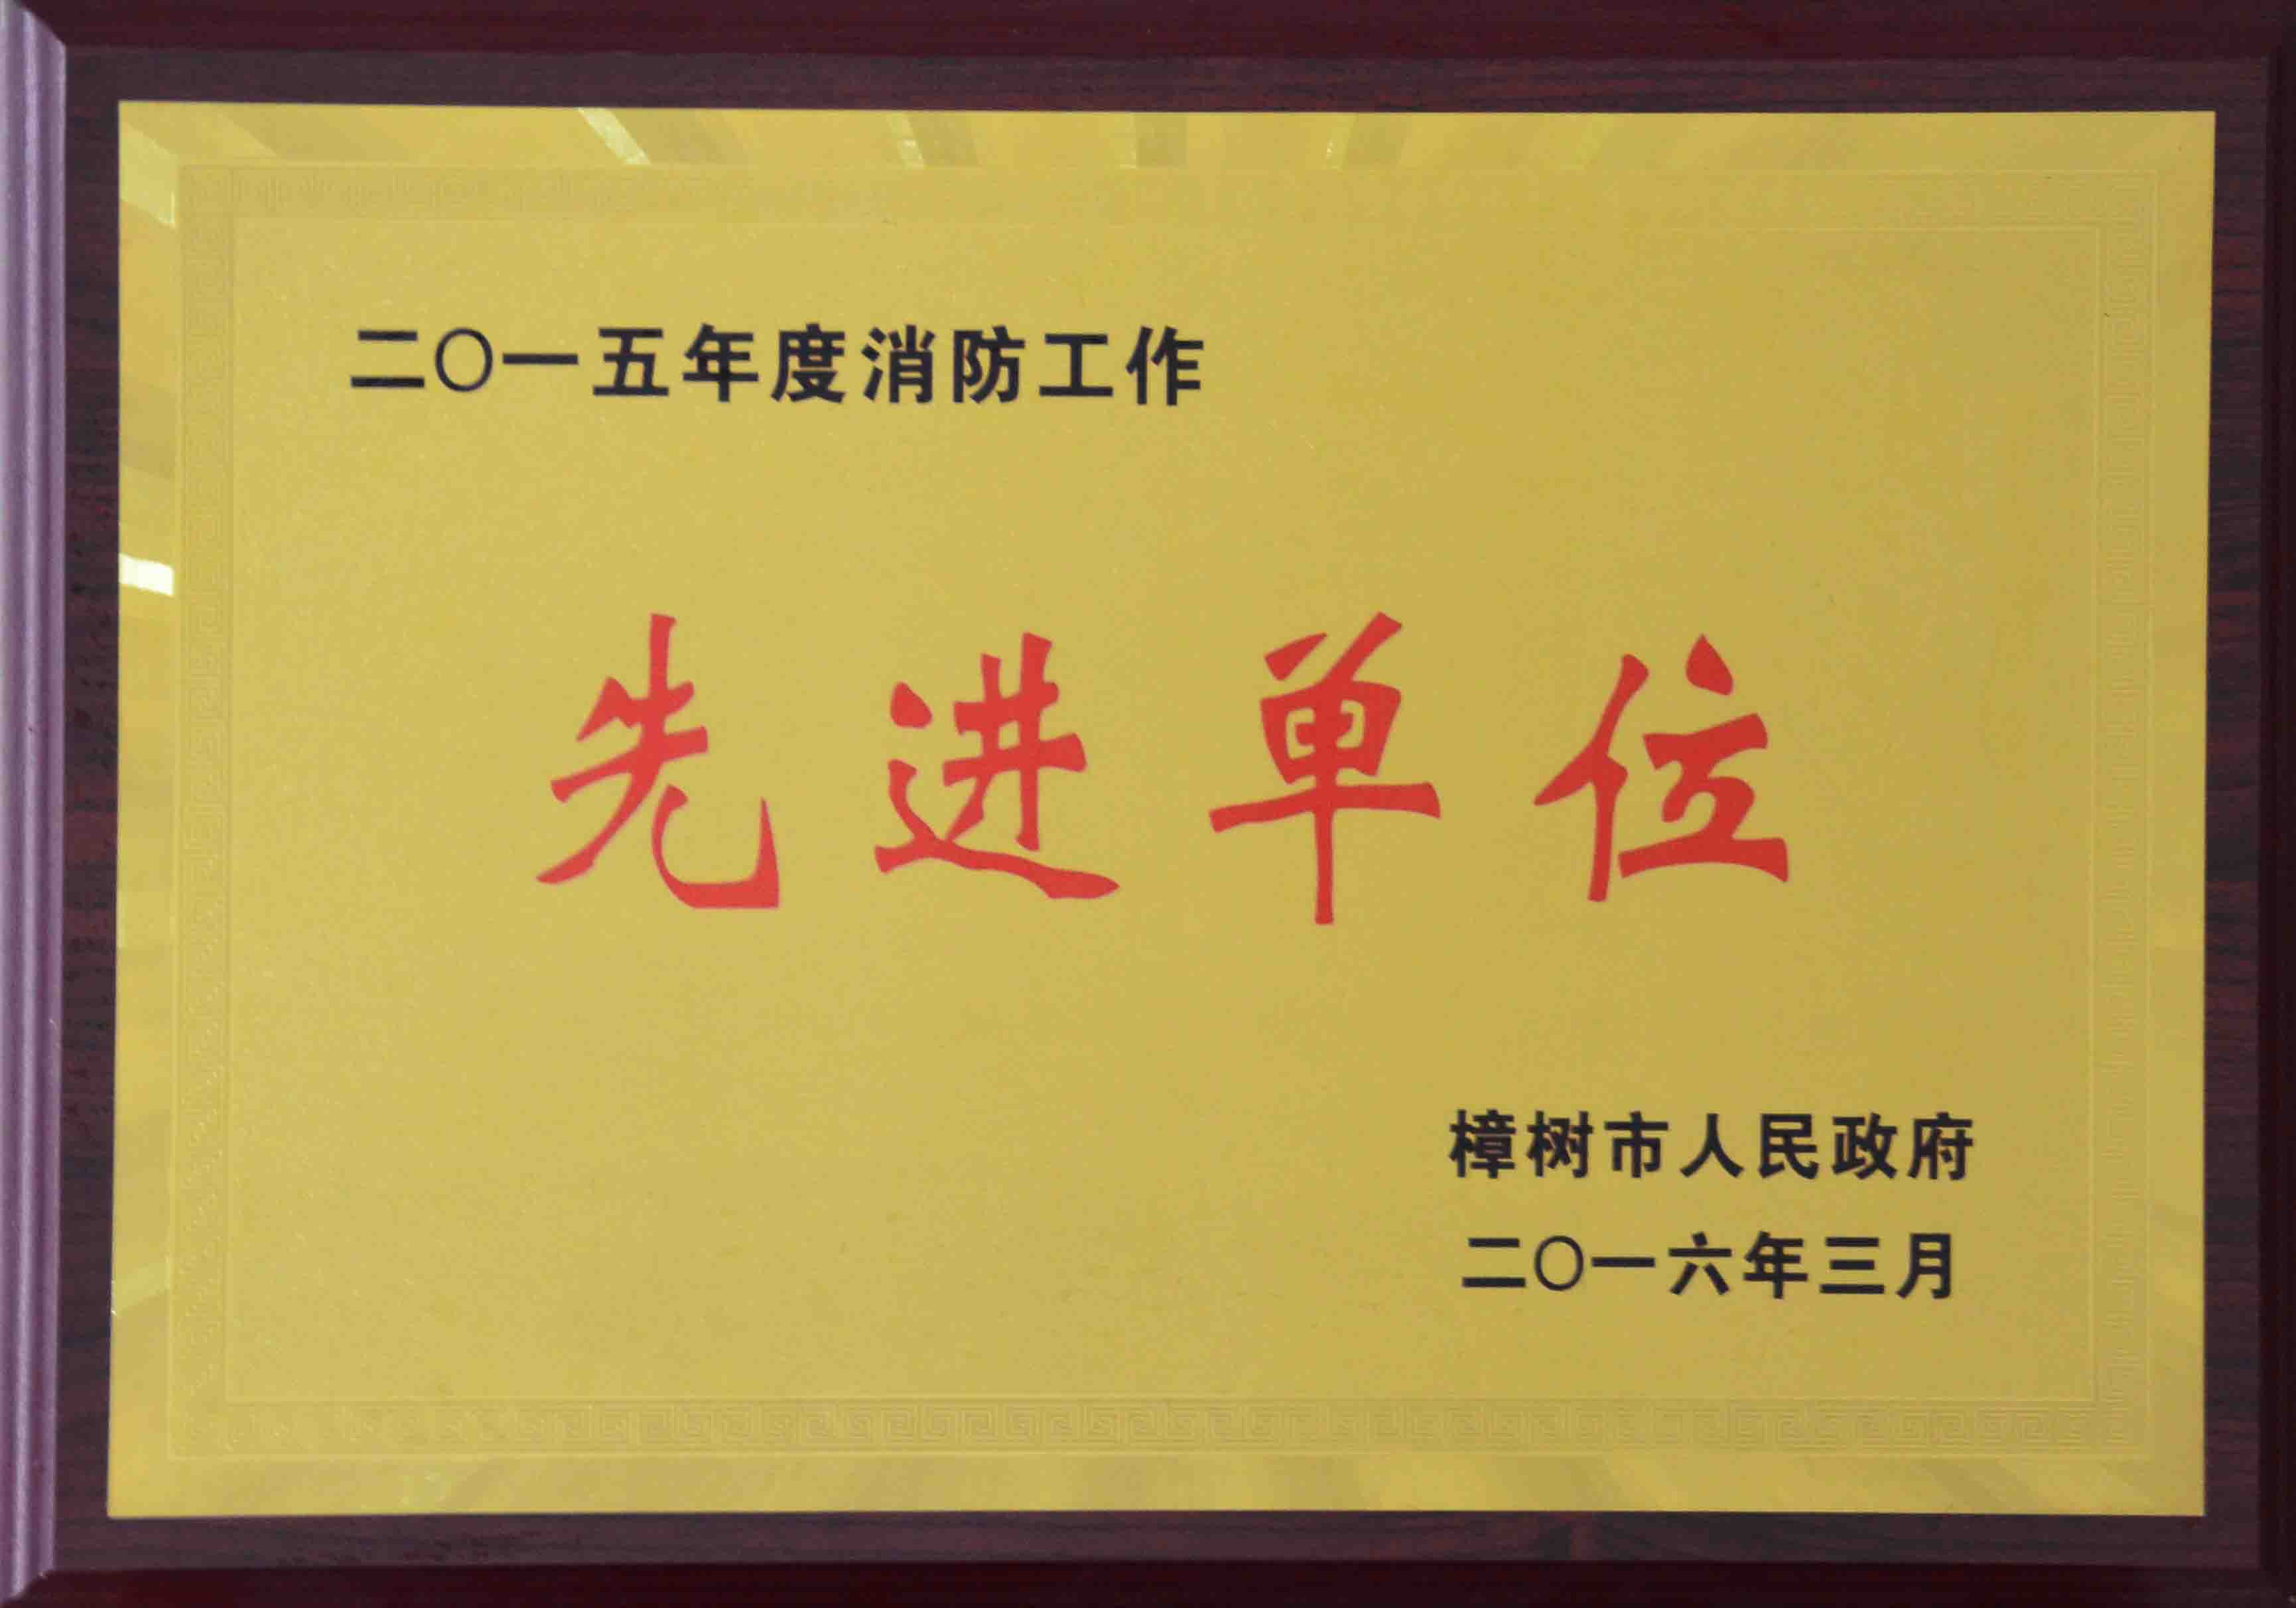 二〇一五年度消防工作
先进单位
樟树市人民政府
二〇一六年三月